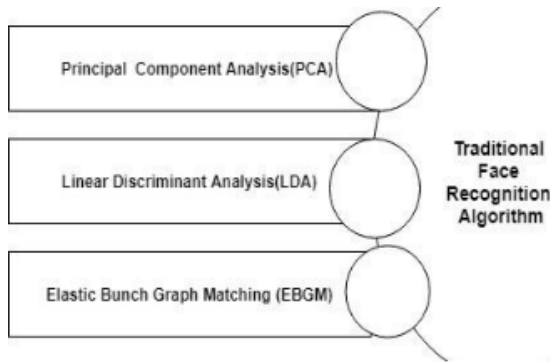 Principal Component Analysis(PCA)
Linear Discriminant Analysis(LDA)
Elastic Bunch Graph Matching (EBGM)
Traditional
Face
Recognition
Algorithm